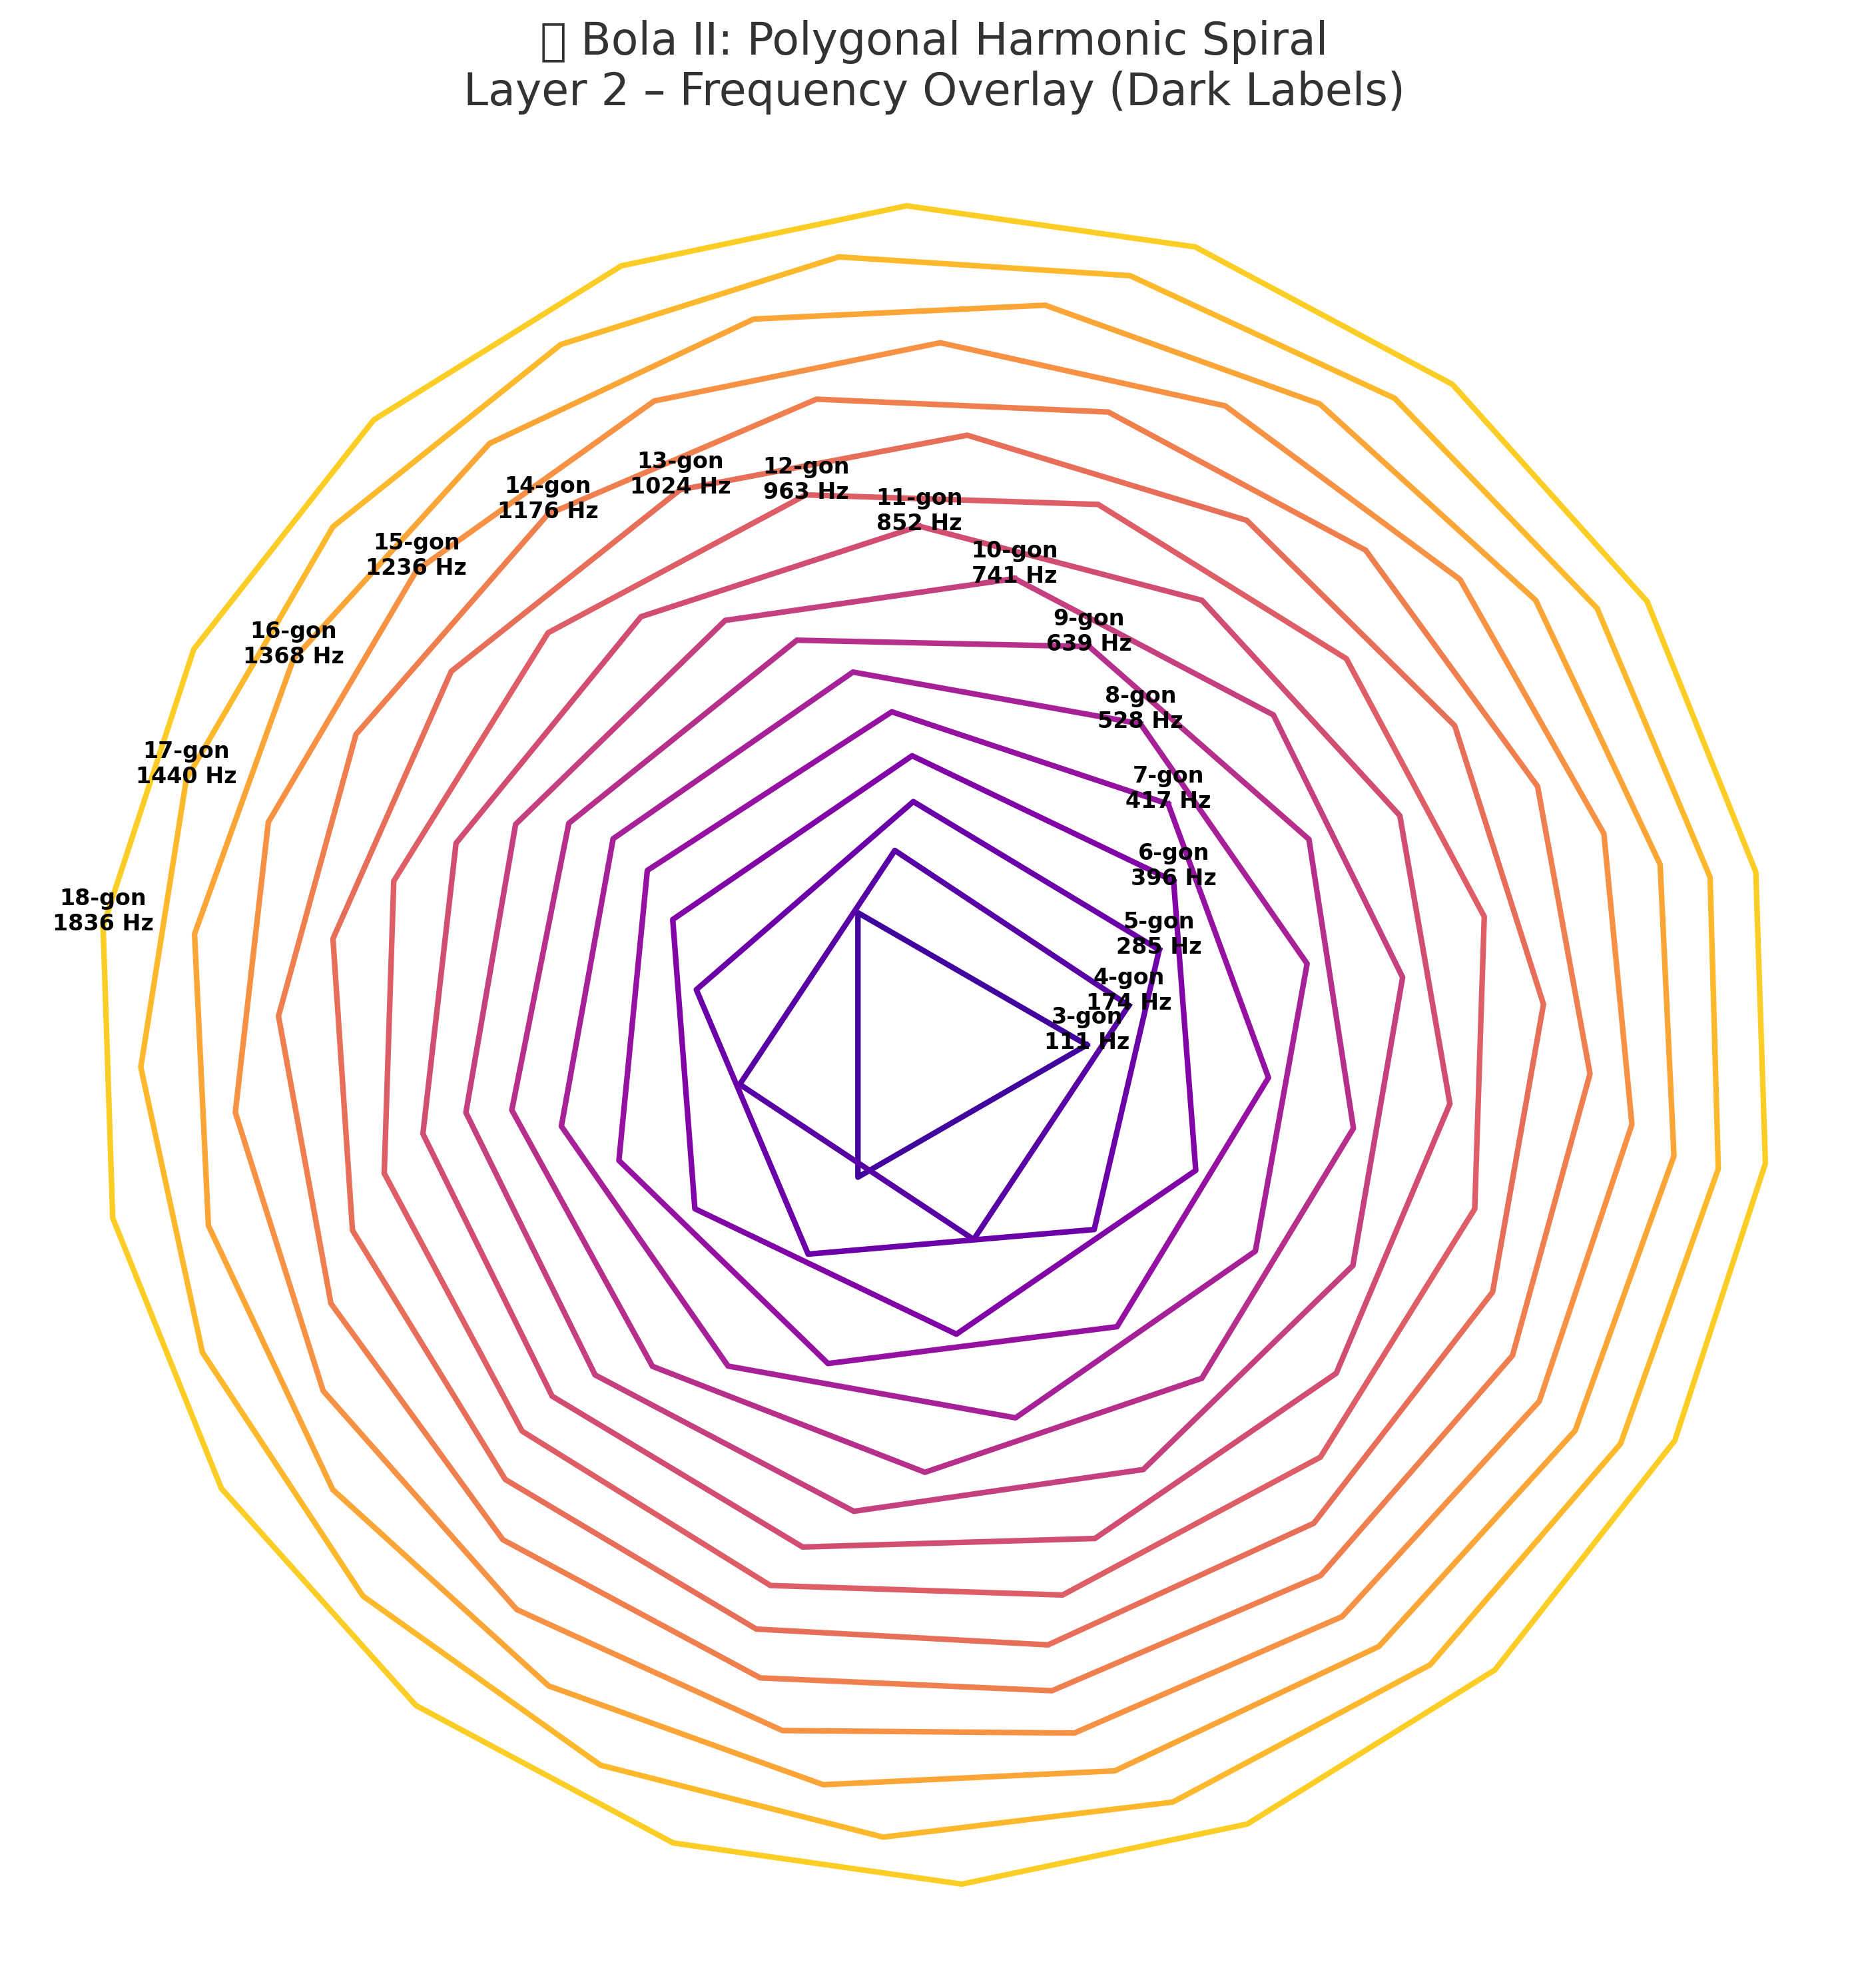 Bola II: Polygonal Harmonic Spiral
Layer 2 – Frequency Overlay (Dark Labels)
13-gon
1024 Hz
12-gon
963 Hz
14-gon
1176 Hz
11-gon
852 Hz
15-gon
1236 Hz
10-gon
741 Hz
16-gon
1368 Hz
9-gon
639 Hz
8-gon
528 Hz
17-gon
1440 Hz
7-gon
417 Hz
6-gon
396 Hz
18-gon
1836 Hz
5-gon
285 Hz
4-gon
174 Hz
3-gon
111 Hz